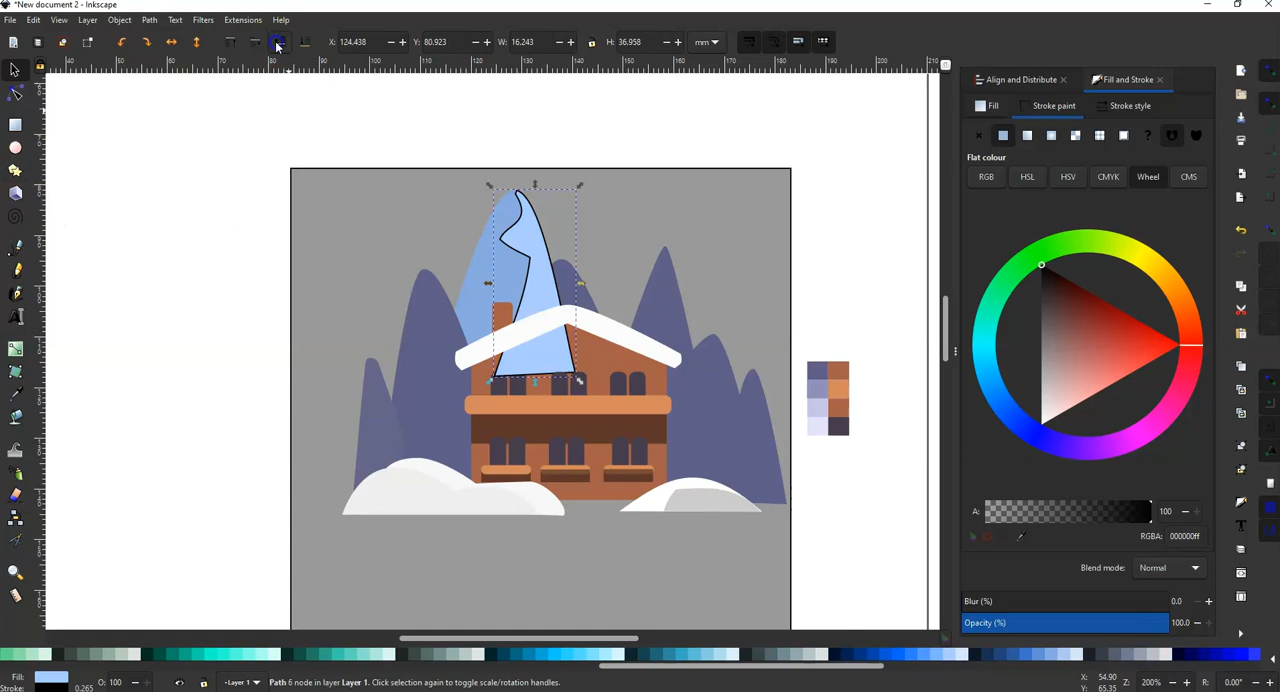 *New document 2 - Inkscape
File Edit View Layer Object Path Text Filters Extensions Help
X: 124.438 Y: 80.923 W: 16.243 H: 36.958 mm
Align and Distribute Fill and Stroke
Fill Stroke paint Stroke style
?
Flat colour
RGB HSL HSV CMYK Wheel CMS
A: 100
RGBA: 000000ff
Blend mode: Normal
Blur (%) 0.0
Opacity (%) 100.0
Fill:
Stroke: 0.265
O: 100
Layer 1
Path 6 node in layer Layer 1. Click selection again to toggle scale/rotation handles.
X: 54.90
Y: 65.35
Z: 200%
R: 0.00°